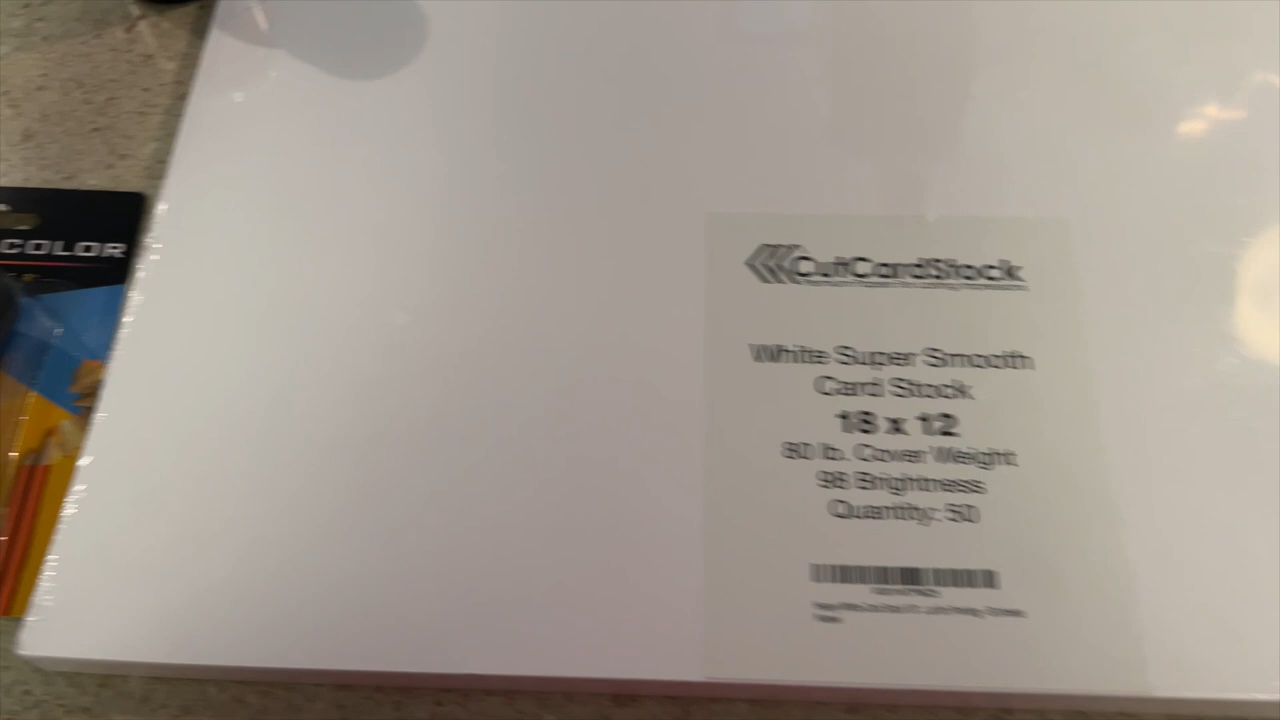 COLOR
CutCardStock
White Super Smooth
Card Stock
18 x 12
80 lb. Cover Weight
98 Brightness
Quantity: 50